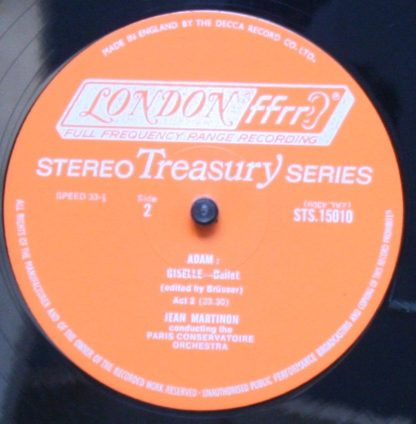 MADE IN ENGLAND BY THE DECCA RECORD CO. LTD.
LONDON ffrr ®
FULL FREQUENCY RANGE RECORDING
STEREO Treasury SERIES
SPEED 33⅓
Side
2
STS.15010
ADAM :
GISELLE—Ballet
(edited by Brüsser)
Act 2 (23.30)
JEAN MARTINON
conducting the
PARIS CONSERVATOIRE
ORCHESTRA
ALL RIGHTS OF THE MANUFACTURER AND OF THE OWNER OF THE RECORDED WORK RESERVED · UNAUTHORISED PUBLIC PERFORMANCE BROADCASTING AND COPYING OF THIS RECORD PROHIBITED